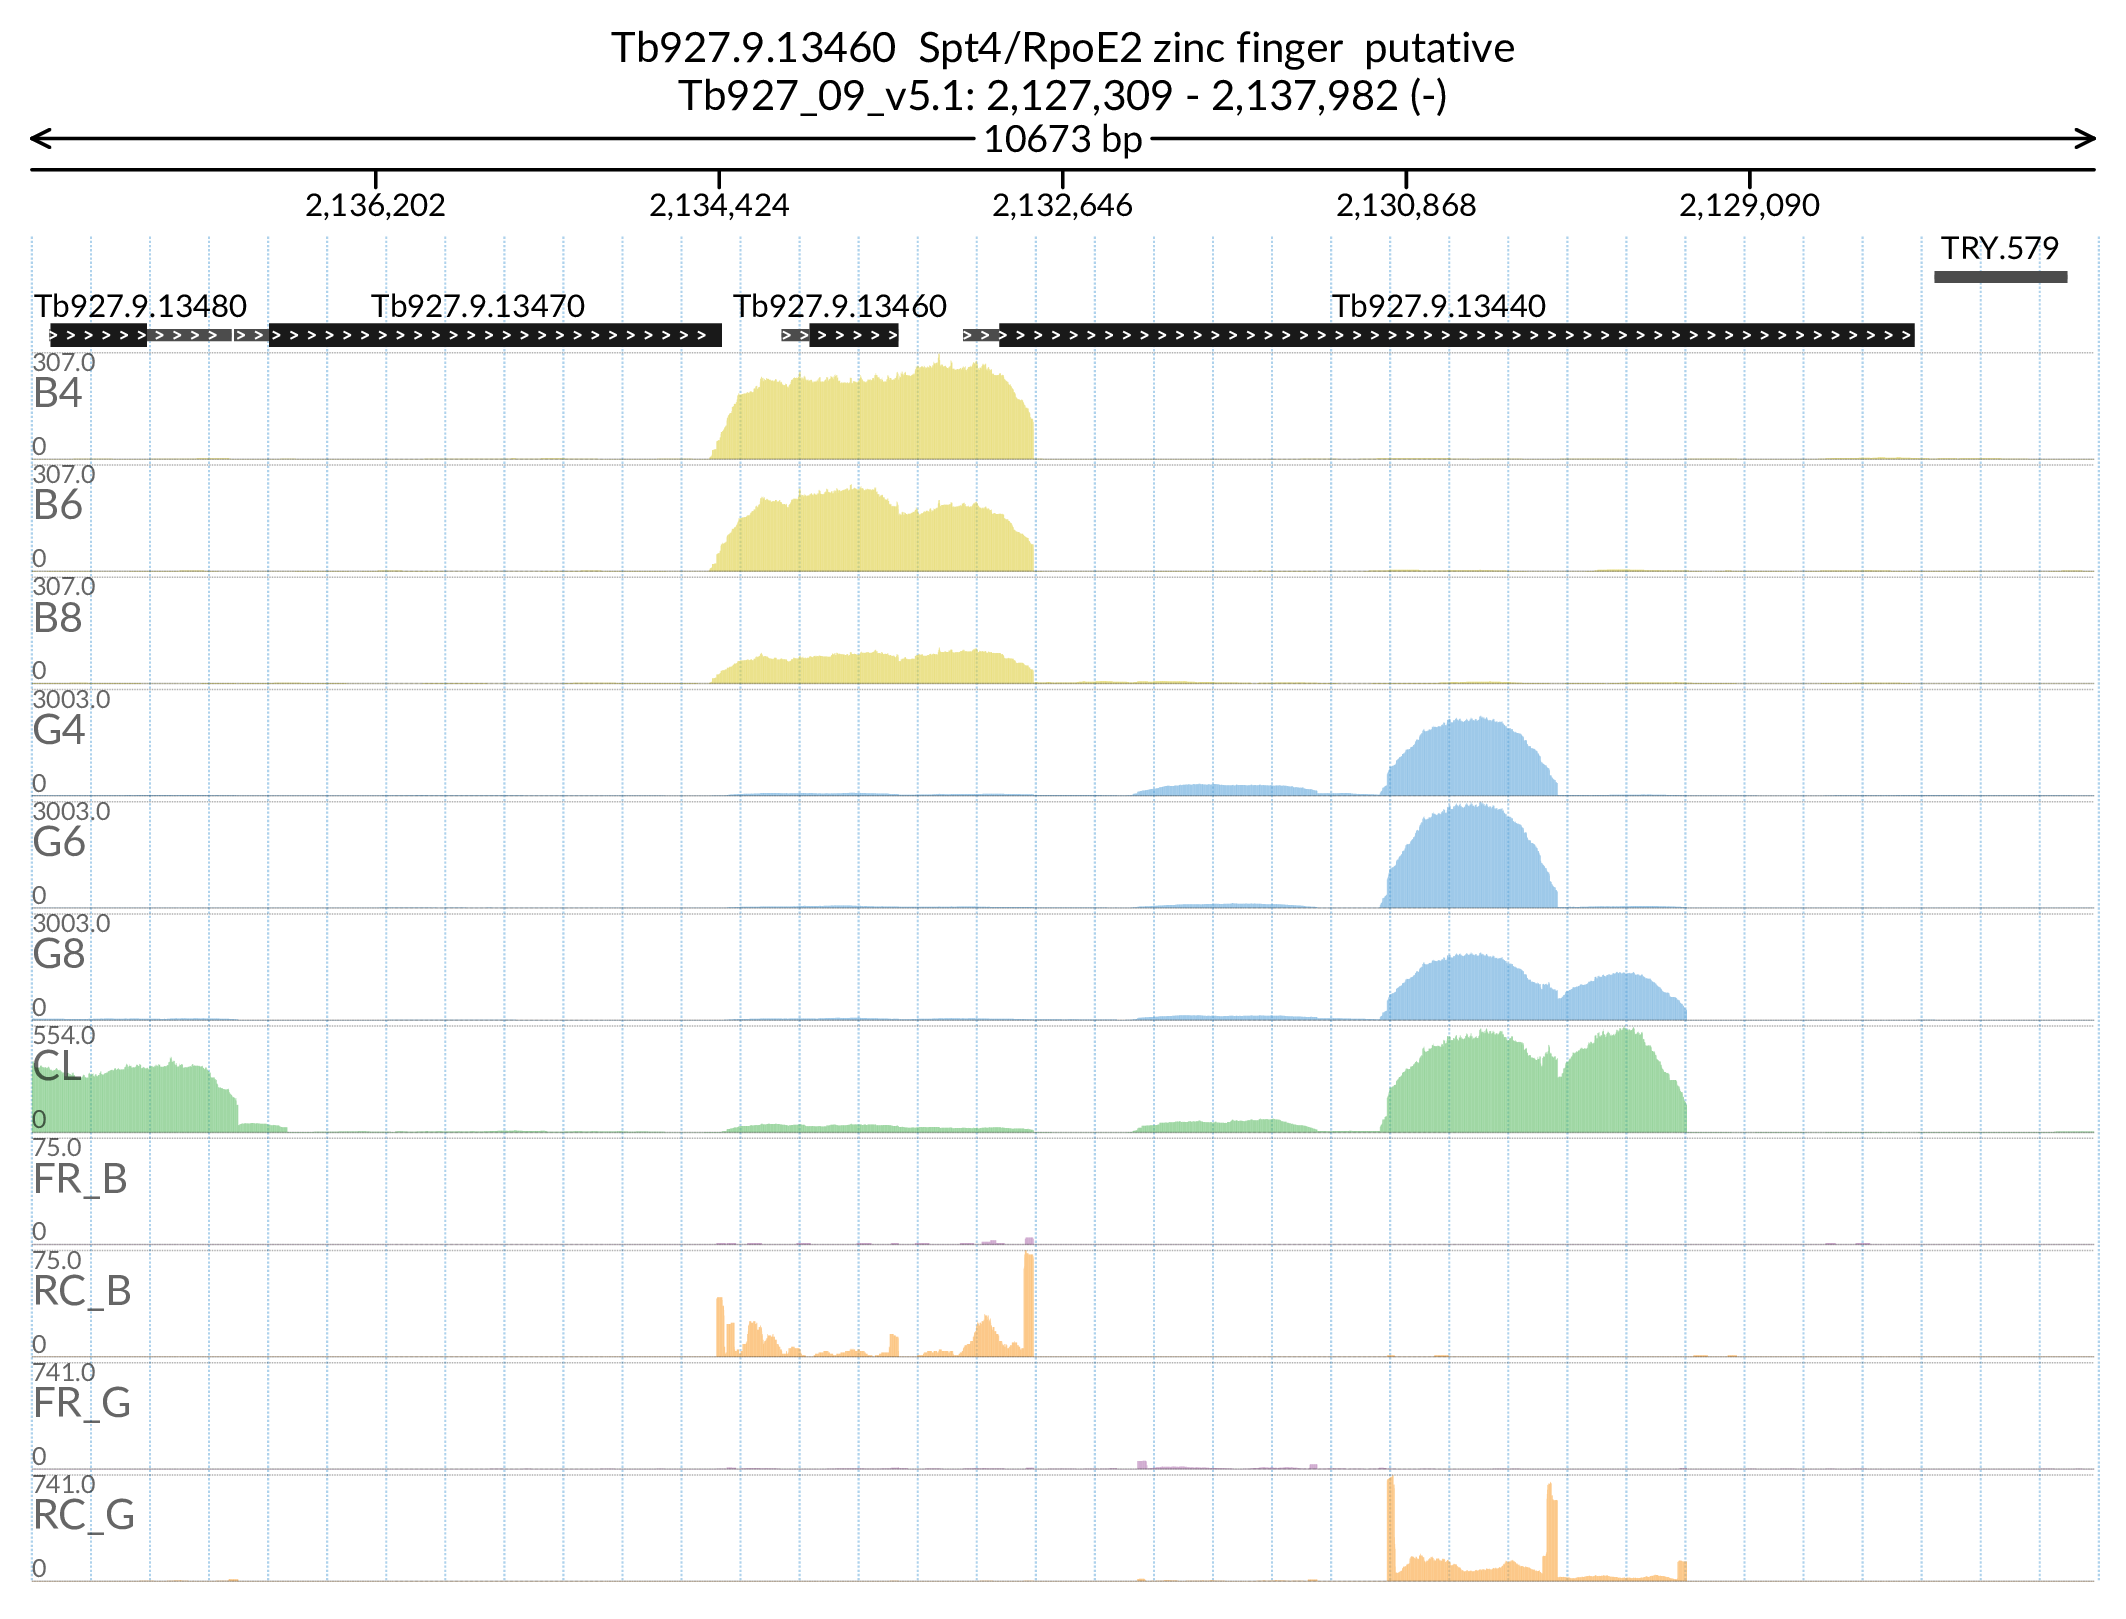 Tb927.9.13460 Spt4/RpoE2 zinc finger putative
Tb927_09_v5.1: 2,127,309 - 2,137,982 (-)
10673 bp
2,136,202 2,134,424 2,132,646 2,130,868 2,129,090
TRY.579
Tb927.9.13480 Tb927.9.13470 Tb927.9.13460 Tb927.9.13440
307.0
B4
0
307.0
B6
0
307.0
B8
0
3003.0
G4
0
3003.0
G6
0
3003.0
G8
0
554.0
CL
0
75.0
FR_B
0
75.0
RC_B
0
741.0
FR_G
0
741.0
RC_G
0